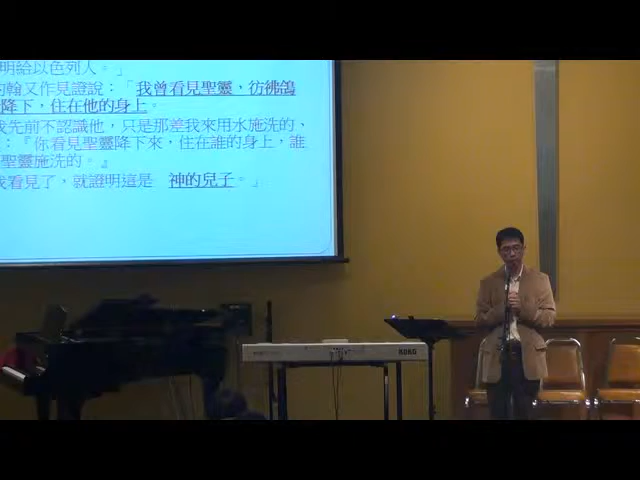 明給以色列人。」
約翰又作見證說：「我曾看見聖靈，彷彿鴿
降下，住在他的身上。
我先前不認識他，只是那差我來用水施洗的、
：『你看見聖靈降下來，住在誰的身上，誰
聖靈施洗的。』
我看見了，就證明這是 神的兒子。」
KORG